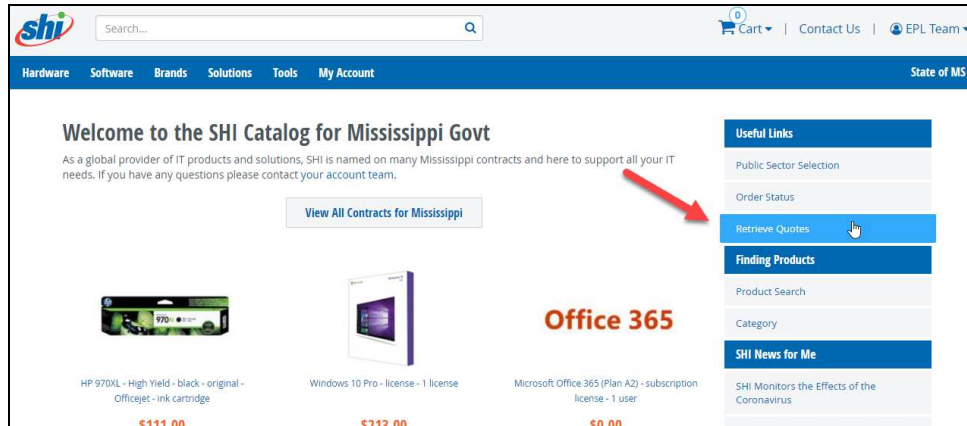 shi
Search...
0
Cart | Contact Us | EPL Team
Hardware Software Brands Solutions Tools My Account State of MS
Welcome to the SHI Catalog for Mississippi Govt
As a global provider of IT products and solutions, SHI is named on many Mississippi contracts and here to support all your IT
needs. If you have any questions please contact your account team.
View All Contracts for Mississippi
970XL
HP 970XL - High Yield - black - original -
Officejet - ink cartridge
$111.00
Windows 10 Pro - license - 1 license
$213.00
Office 365
Microsoft Office 365 (Plan A2) - subscription
license - 1 user
$0.00
Useful Links
Public Sector Selection
Order Status
Retrieve Quotes
Finding Products
Product Search
Category
SHI News for Me
SHI Monitors the Effects of the
Coronavirus